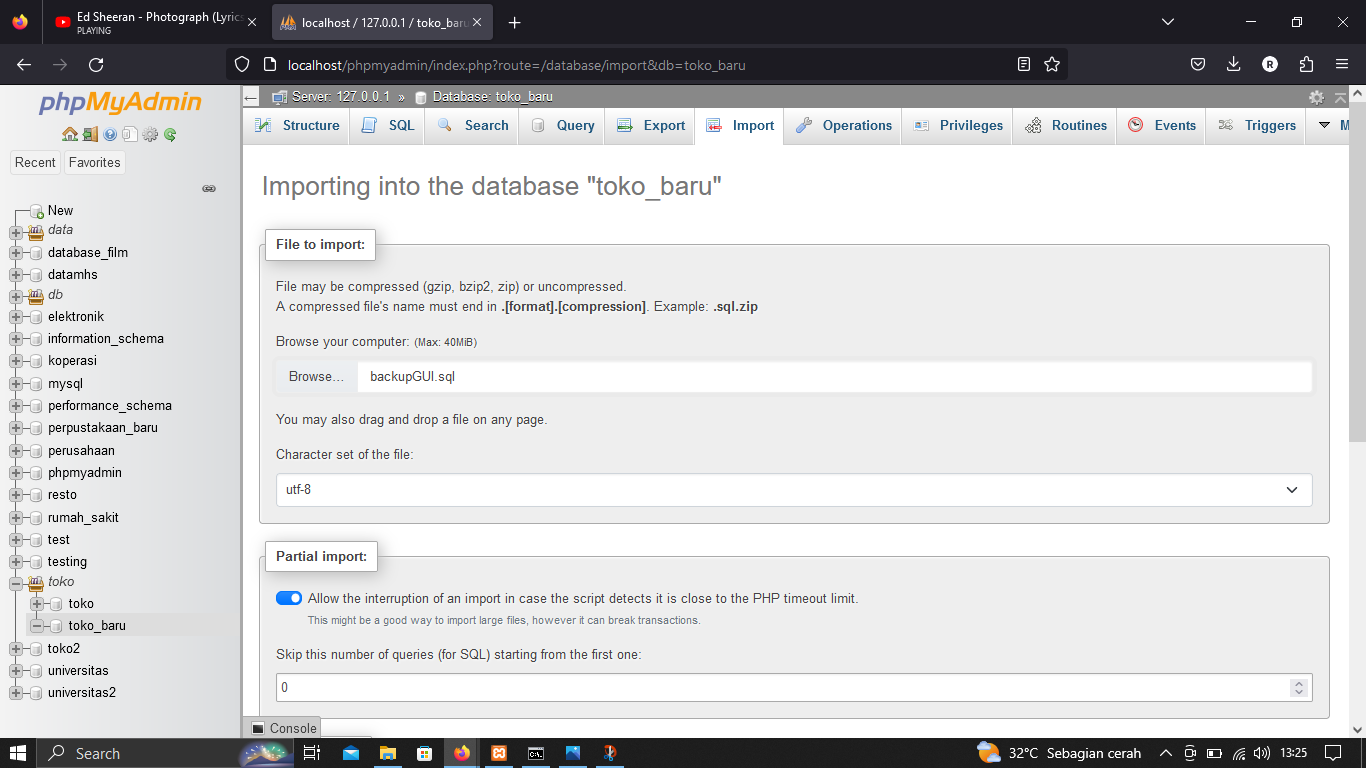 Ed Sheeran - Photograph (Lyrics
PLAYING
localhost / 127.0.0.1 / toko_baru
localhost/phpmyadmin/index.php?route=/database/import&db=toko_baru
R
phpMyAdmin
Recent
Favorites
New
data
database_film
datamhs
db
elektronik
information_schema
koperasi
mysql
performance_schema
perpustakaan_baru
perusahaan
phpmyadmin
resto
rumah_sakit
test
testing
toko
toko
toko_baru
toko2
universitas
universitas2
Server: 127.0.0.1 » Database: toko_baru
Structure
SQL
Search
Query
Export
Import
Operations
Privileges
Routines
Events
Triggers
M
Importing into the database "toko_baru"
File to import:
File may be compressed (gzip, bzip2, zip) or uncompressed.
A compressed file's name must end in .[format].[compression]. Example: .sql.zip
Browse your computer: (Max: 40MiB)
Browse... backupGUI.sql
You may also drag and drop a file on any page.
Character set of the file:
utf-8
Partial import:
Allow the interruption of an import in case the script detects it is close to the PHP timeout limit.
This might be a good way to import large files, however it can break transactions.
Skip this number of queries (for SQL) starting from the first one:
0
Console
Search
32°C Sebagian cerah
13:25